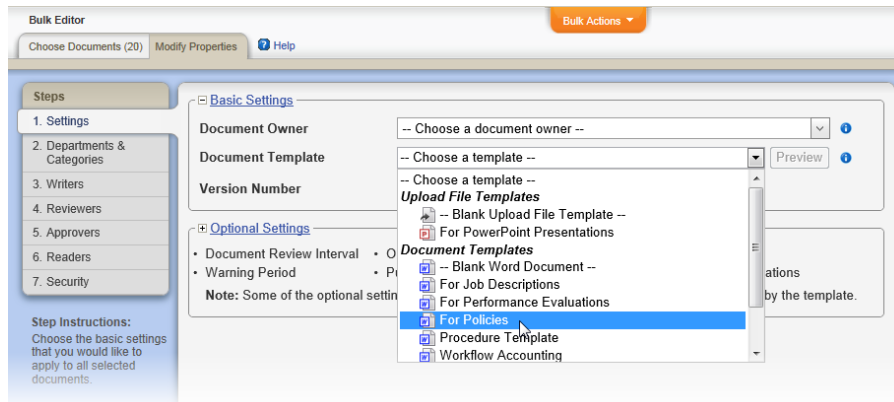 Bulk Editor
Bulk Actions
Choose Documents (20)
Modify Properties
Help
Steps
1. Settings
2. Departments &
Categories
3. Writers
4. Reviewers
5. Approvers
6. Readers
7. Security
Step Instructions:
Choose the basic settings
that you would like to
apply to all selected
documents.
Basic Settings
Document Owner
-- Choose a document owner --
Document Template
-- Choose a template --
Preview
Version Number
-- Choose a template --
Upload File Templates
-- Blank Upload File Template --
For PowerPoint Presentations
Document Templates
-- Blank Word Document --
For Job Descriptions
For Performance Evaluations
For Policies
Procedure Template
Workflow Accounting
Optional Settings
• Document Review Interval • O
• Warning Period • P
ations
Note: Some of the optional settin
by the template.